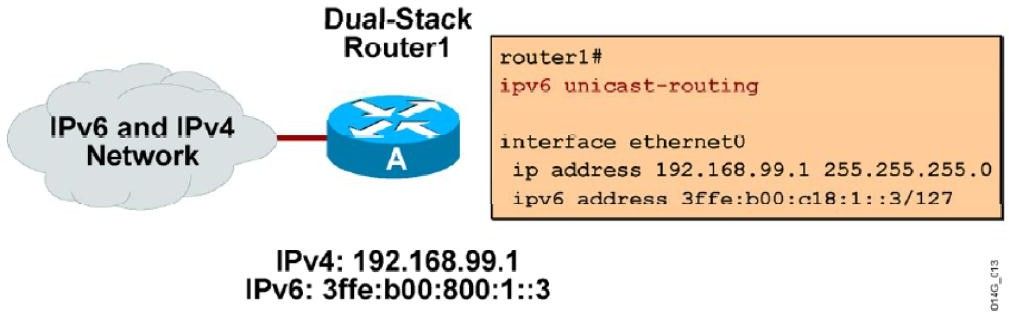 Dual-Stack
Router1
IPv6 and IPv4
Network
A
router1#
ipv6 unicast-routing
interface ethernet0
ip address 192.168.99.1 255.255.255.0
ipv6 address 3ffe:b00:c18:1::3/127
IPv4: 192.168.99.1
IPv6: 3ffe:b00:800:1::3
014G_013